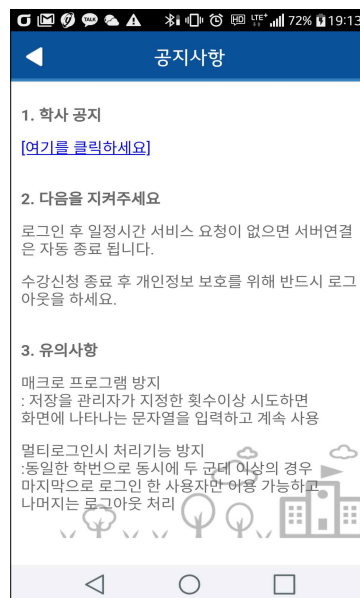 72% 19:13
공지사항
1. 학사 공지
[여기를 클릭하세요]
2. 다음을 지켜주세요
로그인 후 일정시간 서비스 요청이 없으면 서버연결
은 자동 종료 됩니다.
수강신청 종료 후 개인정보 보호를 위해 반드시 로그
아웃을 하세요.
3. 유의사항
매크로 프로그램 방지
: 저장을 관리자가 지정한 횟수이상 시도하면
화면에 나타나는 문자열을 입력하고 계속 사용
멀티로그인시 처리기능 방지
:동일한 학번으로 동시에 두 군데 이상의 경우
마지막으로 로그인 한 사용자만 이용 가능하고
나머지는 로그아웃 처리